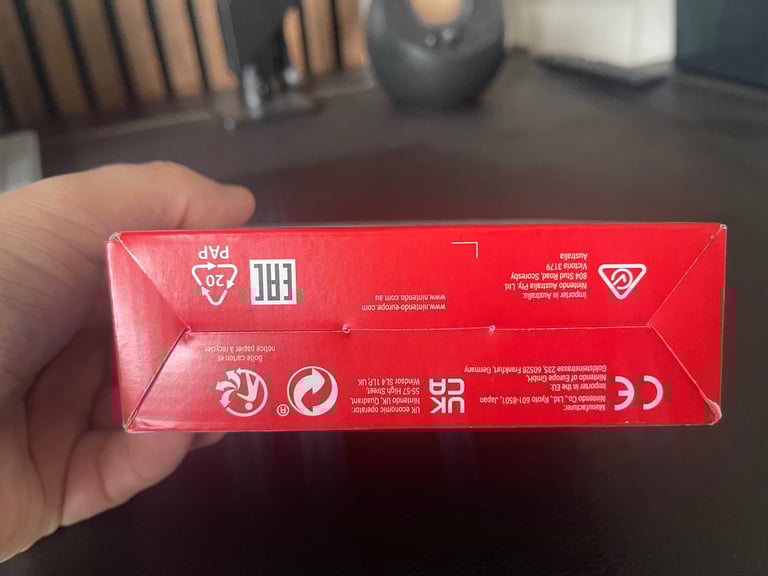 CE
Manufacturer:
Nintendo Co., Ltd., Kyoto 601-8501, Japan
Importer in the EU:
Nintendo of Europe GmbH,
Goldsteinstrasse 235, 60528 Frankfurt, Germany
UK
CA
UK economic operator:
Nintendo UK, Quadrant,
55-57 High Street,
Windsor SL4 1LP, UK
®
Boîte carton et
notice papier à recycler
Importer in Australia:
Nintendo Australia Pty. Ltd.
804 Stud Road, Scoresby
Victoria 3179
Australia
www.nintendo-europe.com
www.nintendo.com.au
EAC
20
PAP